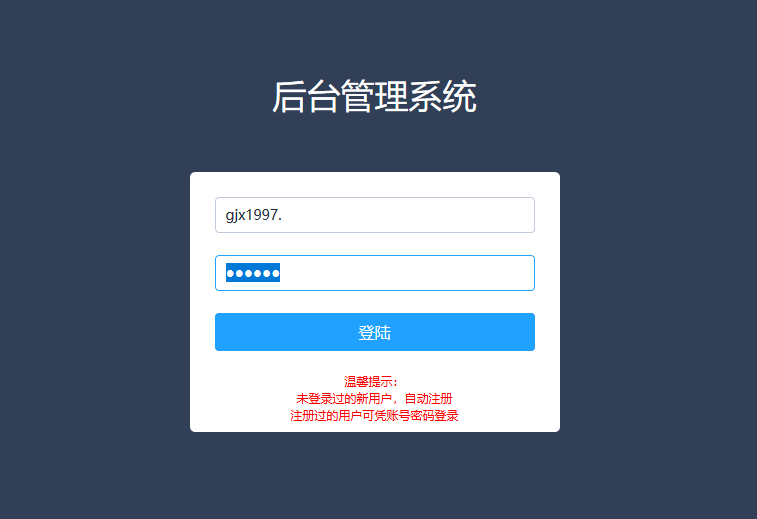 后台管理系统
gjx1997.
●●●●●●
登陆
温馨提示：
未登录过的新用户，自动注册
注册过的用户可凭账号密码登录